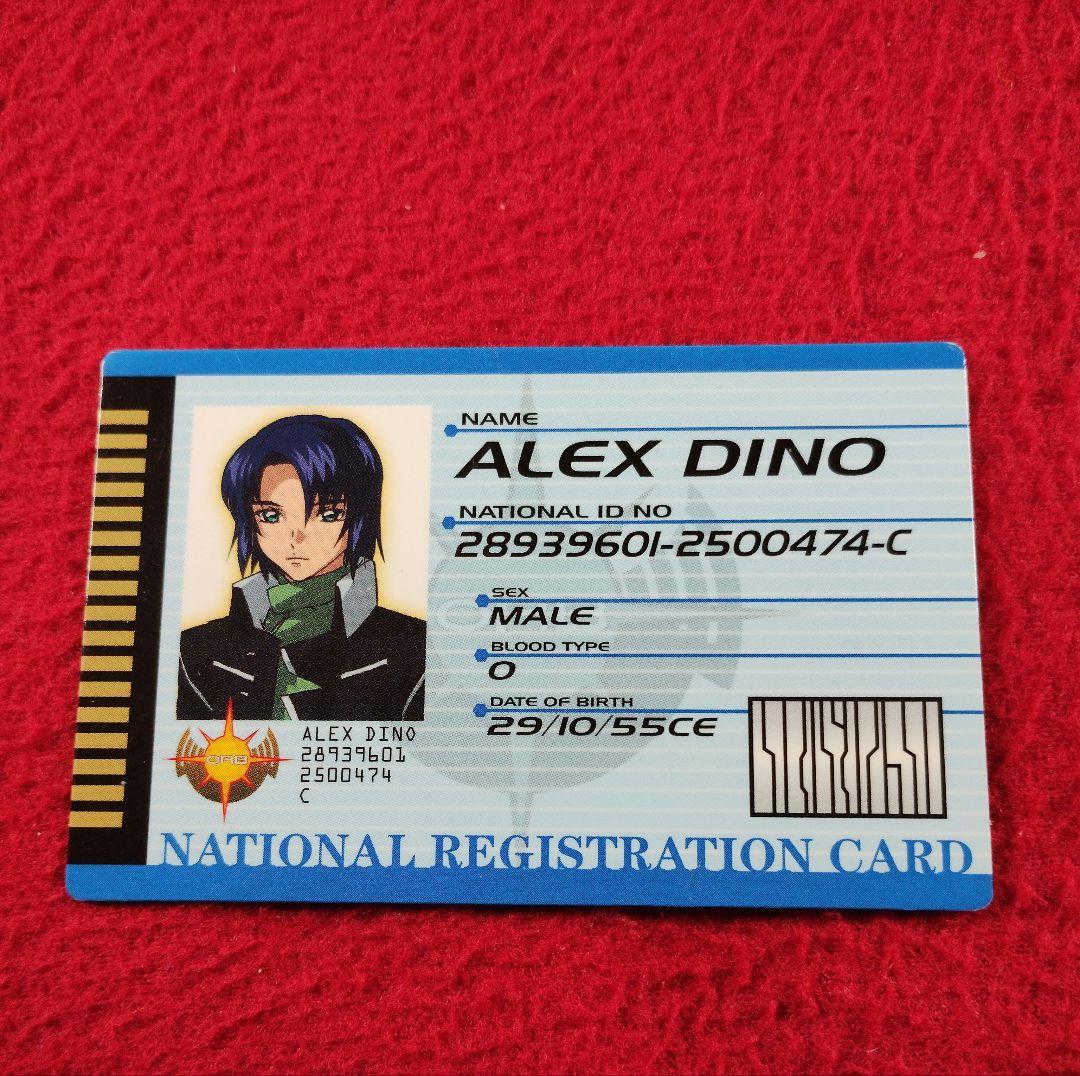 NAME
ALEX DINO
NATIONAL ID NO
28939601-2500474-C
SEX
MALE
BLOOD TYPE
O
DATE OF BIRTH
29/10/55CE
ALEX DINO
28939601
2500474
C
ORB
NATIONAL REGISTRATION CARD